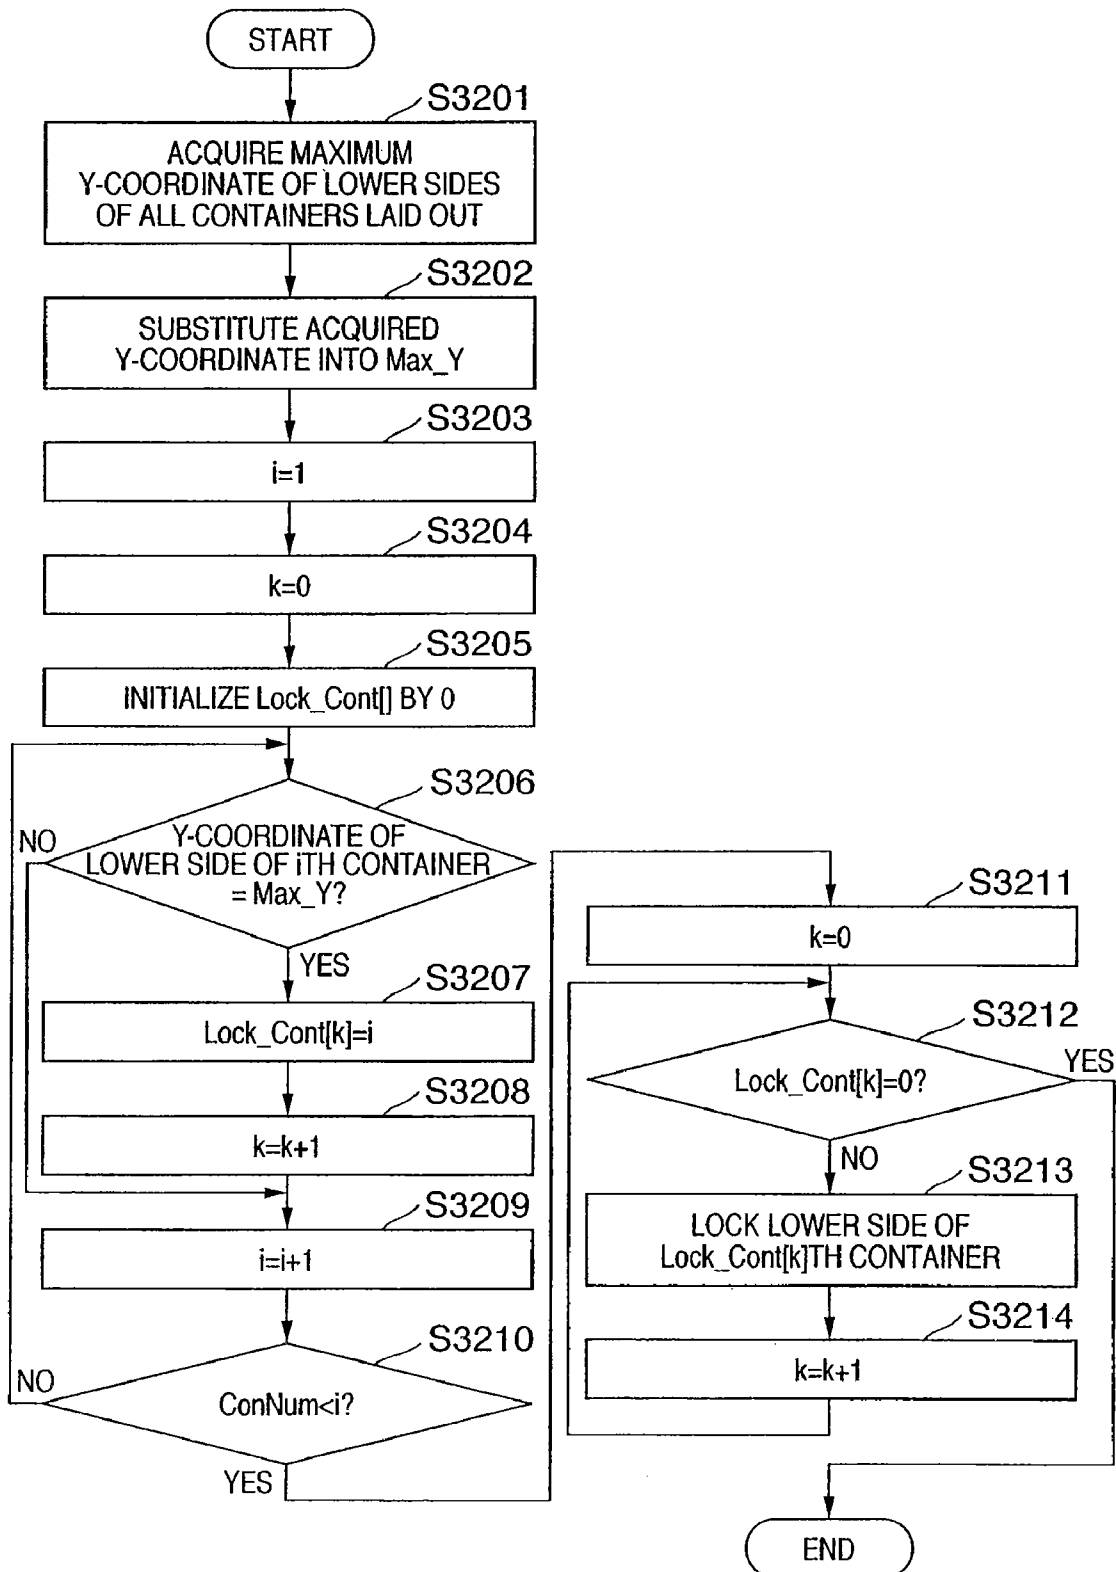 START
S3201
ACQUIRE MAXIMUM
Y-COORDINATE OF LOWER SIDES
OF ALL CONTAINERS LAID OUT
S3202
SUBSTITUTE ACQUIRED
Y-COORDINATE INTO Max_Y
S3203
i=1
S3204
k=0
S3205
INITIALIZE Lock_Cont[] BY 0
S3206
NO
Y-COORDINATE OF
LOWER SIDE OF iTH CONTAINER
= Max_Y?
YES
S3207
Lock_Cont[k]=i
S3208
k=k+1
S3209
i=i+1
S3210
NO
ConNum<i?
YES
S3211
k=0
S3212
YES
Lock_Cont[k]=0?
NO
S3213
LOCK LOWER SIDE OF
Lock_Cont[k]TH CONTAINER
S3214
k=k+1
END